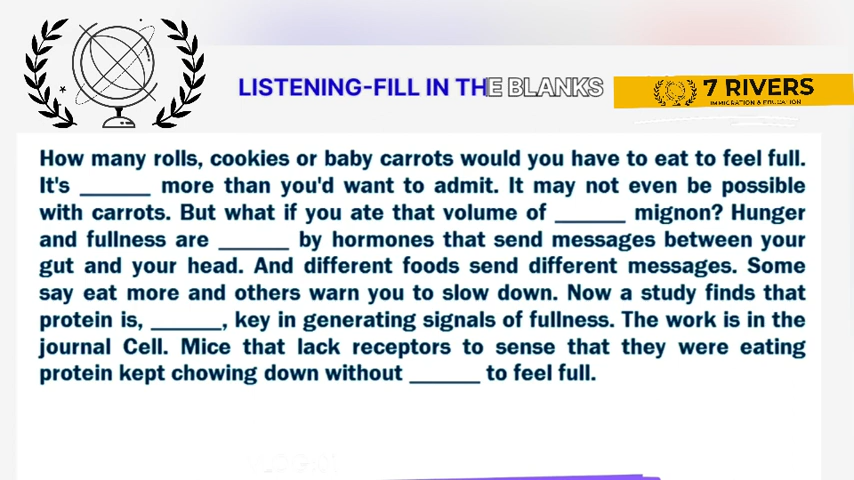 LISTENING-FILL IN THE BLANKS
7 RIVERS
IMMIGRATION & EDUCATION
How many rolls, cookies or baby carrots would you have to eat to feel full.
It's ______ more than you'd want to admit. It may not even be possible
with carrots. But what if you ate that volume of ______ mignon? Hunger
and fullness are ______ by hormones that send messages between your
gut and your head. And different foods send different messages. Some
say eat more and others warn you to slow down. Now a study finds that
protein is, ______, key in generating signals of fullness. The work is in the
journal Cell. Mice that lack receptors to sense that they were eating
protein kept chowing down without ______ to feel full.